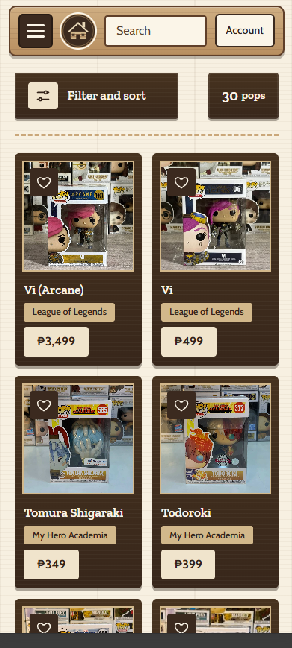 Search
Account
Filter and sort
30 pops
ARCANE
Vi (Arcane)
League of Legends
₱3,499
Vi
League of Legends
₱499
Tomura Shigaraki
My Hero Academia
₱349
Todoroki
My Hero Academia
₱399